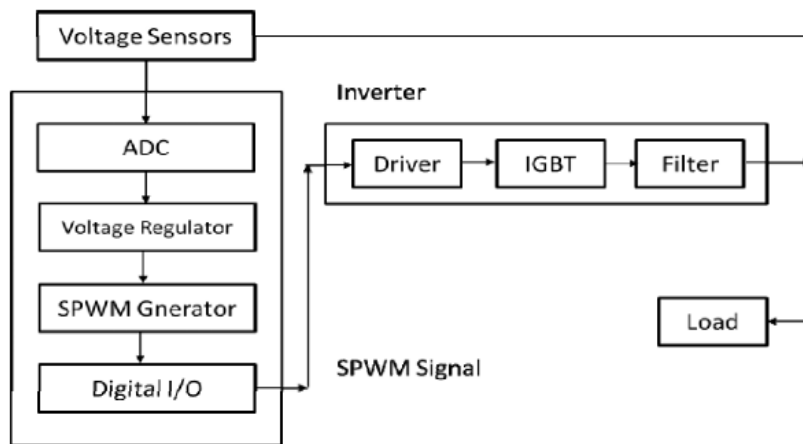 Voltage Sensors
Inverter
ADC
Driver
IGBT
Filter
Voltage Regulator
SPWM Gnerator
Load
SPWM Signal
Digital I/O